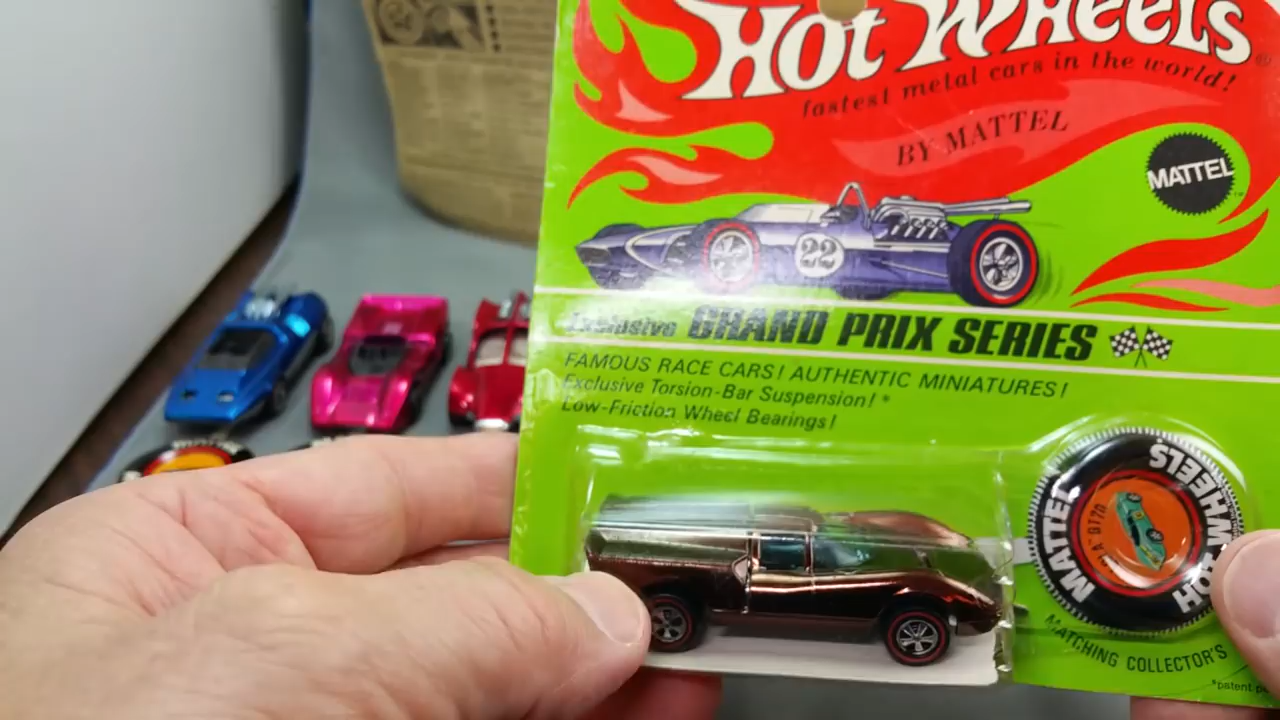 HOT WHEELS
fastest metal cars in the world!
BY MATTEL
MATTEL
22
Exclusive GRAND PRIX SERIES
FAMOUS RACE CARS! AUTHENTIC MINIATURES!
Exclusive Torsion-Bar Suspension! *
Low-Friction Wheel Bearings!
MATTEL HOT WHEELS
GT70
MATCHING COLLECTOR'S